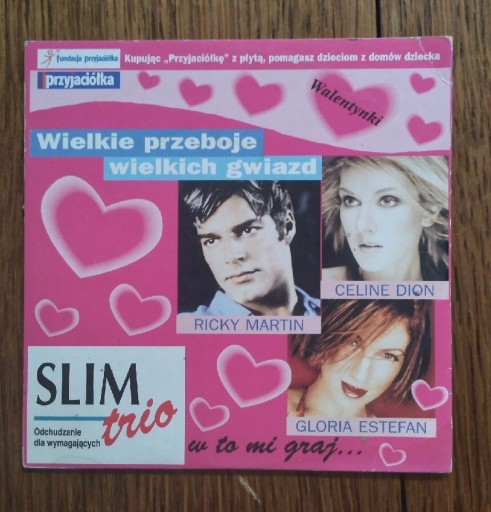 fundacja przyjaciółka
Kupując „Przyjaciółkę” z płytą, pomagasz dzieciom z domów dziecka
przyjaciółka
Walentynki
Wielkie przeboje
wielkich gwiazd
CELINE DION
RICKY MARTIN
GLORIA ESTEFAN
SLIM
trio
Odchudzanie
dla wymagających
w to mi graj...